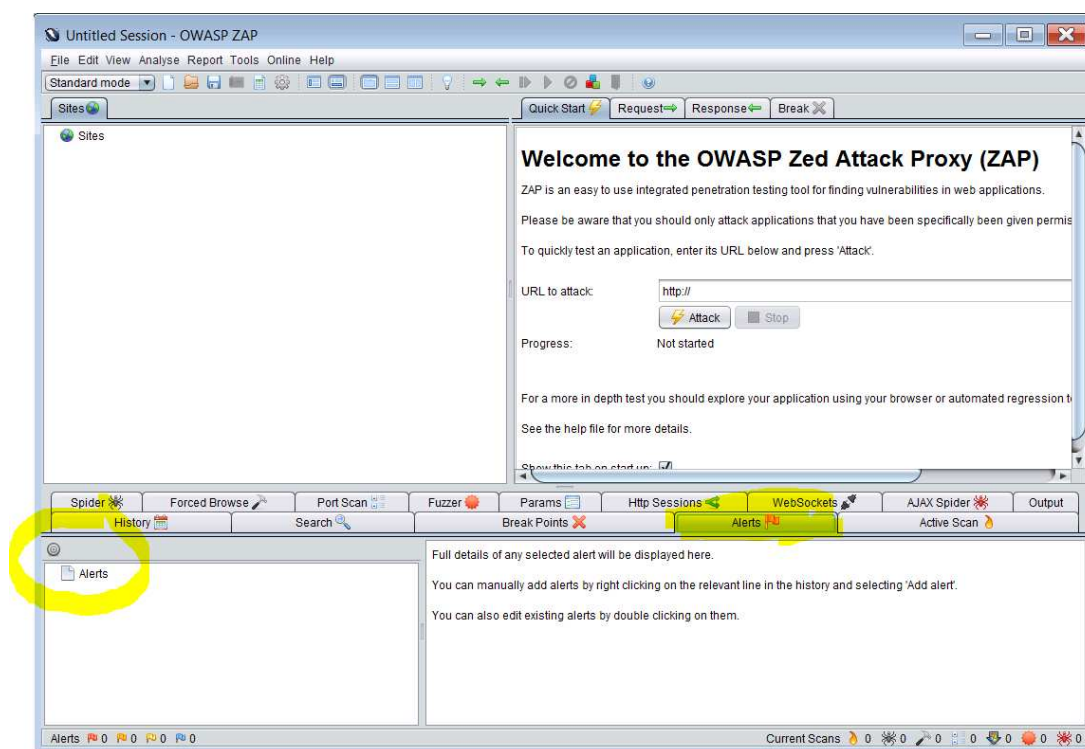 Untitled Session - OWASP ZAP
File Edit View Analyse Report Tools Online Help
Standard mode
Sites
Quick Start Request Response Break
Sites
Welcome to the OWASP Zed Attack Proxy (ZAP)
ZAP is an easy to use integrated penetration testing tool for finding vulnerabilities in web applications.
Please be aware that you should only attack applications that you have been specifically been given permis
To quickly test an application, enter its URL below and press 'Attack'.
URL to attack: http://
Attack Stop
Progress: Not started
For a more in depth test you should explore your application using your browser or automated regression t
See the help file for more details.
Show this tab on start up:
Spider Forced Browse Port Scan Fuzzer Params Http Sessions WebSockets AJAX Spider Output
History Search Break Points Alerts Active Scan
Alerts
Full details of any selected alert will be displayed here.
You can manually add alerts by right clicking on the relevant line in the history and selecting 'Add alert'.
You can also edit existing alerts by double clicking on them.
Alerts 0 0 0 0 Current Scans 0 0 0 0 0 0 0